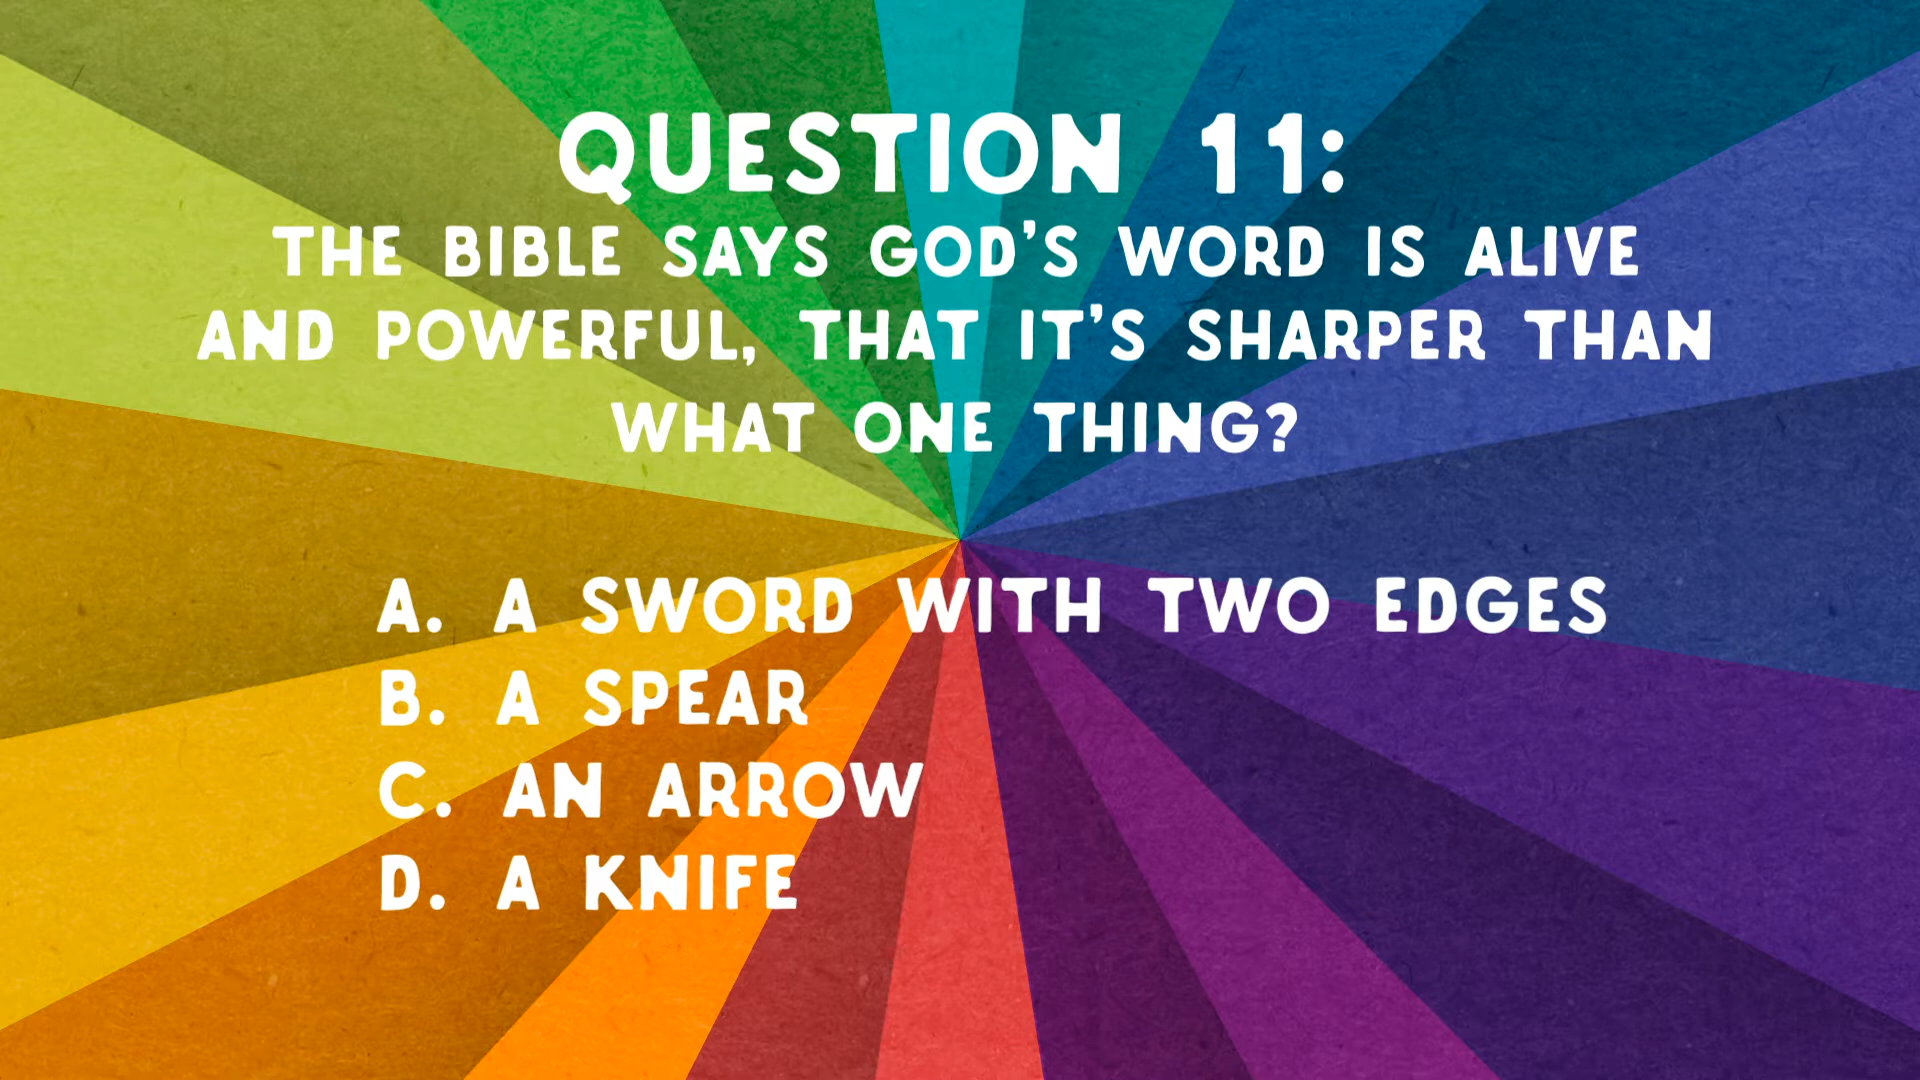 QUESTION 11:
THE BIBLE SAYS GOD'S WORD IS ALIVE
AND POWERFUL, THAT IT'S SHARPER THAN
WHAT ONE THING?
A. A SWORD WITH TWO EDGES
B. A SPEAR
C. AN ARROW
D. A KNIFE